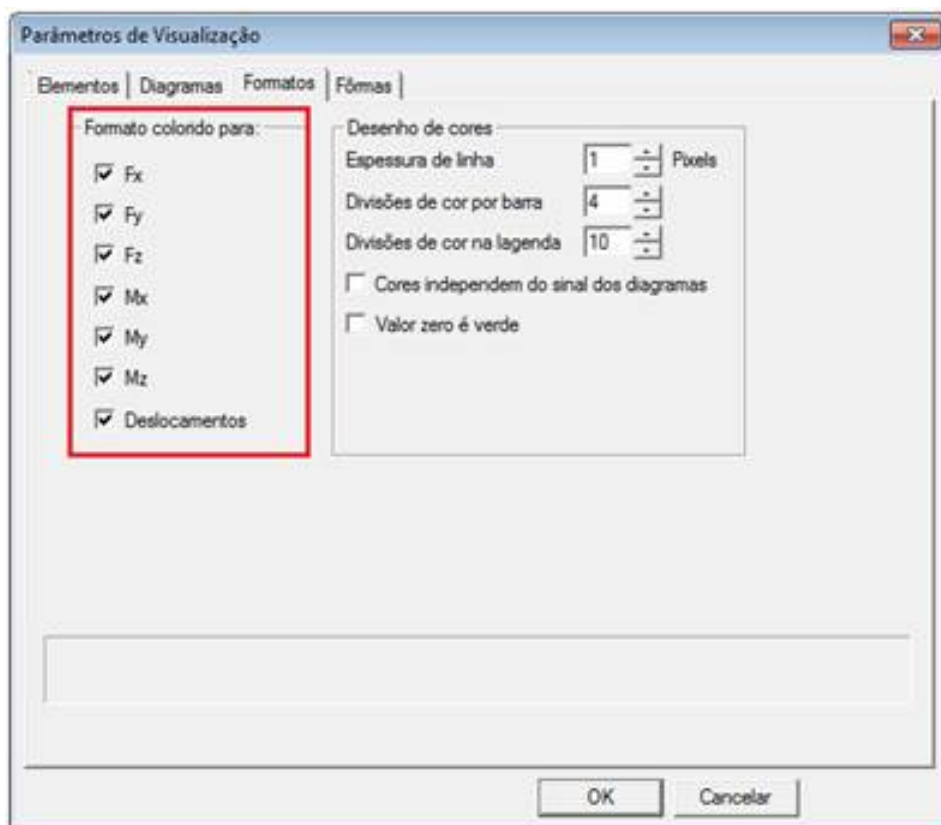 Parâmetros de Visualização
Elementos Diagramas Formatos Fôrmas
Formato colorido para:
Fx
Fy
Fz
Mx
My
Mz
Deslocamentos
Desenho de cores
Espessura de linha 1 Pixels
Divisões de cor por barra 4
Divisões de cor na lagenda 10
Cores independem do sinal dos diagramas
Valor zero é verde
OK Cancelar